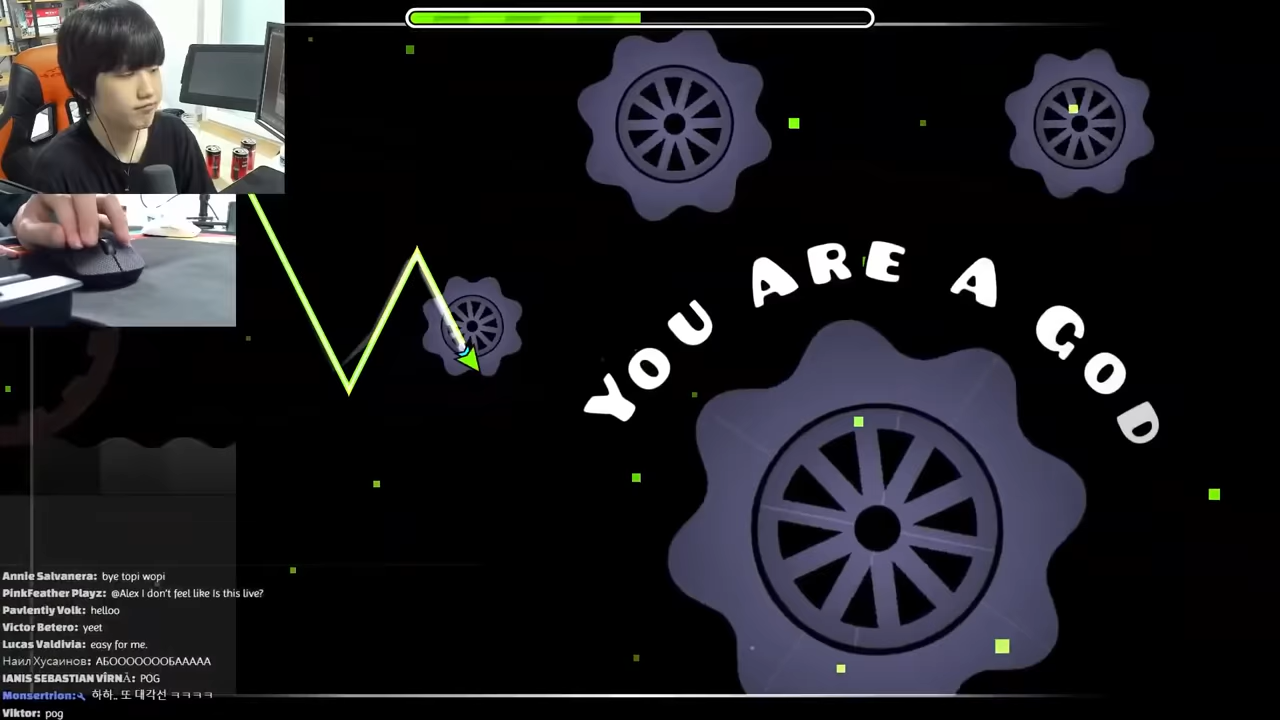 YOU ARE A GOD
Annie Salvanera: bye topi wopi
PinkFeather Playz: @Alex I don't feel like Is this live?
Pavlentiy Volk: helloo
Victor Betero: yeet
Lucas Valdivia: easy for me.
Наил Хусаинов: АБОООООООБААААА
IANIS SEBASTIAN VÎRNĂ: POG
Monsertrion: 하하.. 또 대각선 ㅋㅋㅋㅋ
Viktor: pog